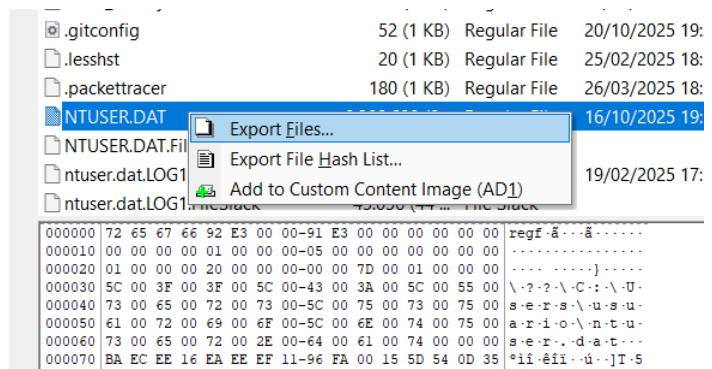 .gitconfig 52 (1 KB) Regular File 20/10/2025 19:
.lesshst 20 (1 KB) Regular File 25/02/2025 18:
.packettracer 180 (1 KB) Regular File 26/03/2025 18:
NTUSER.DAT 16/10/2025 19:
Export Files...
NTUSER.DAT.Fil
Export File Hash List...
ntuser.dat.LOG1 19/02/2025 17:
Add to Custom Content Image (AD1)
ntuser.dat.LOG1.FileSlack
000000 72 65 67 66 92 E3 00 00-91 E3 00 00 00 00 00 00 regf·ã···ã······
000010 00 00 00 00 01 00 00 00-05 00 00 00 00 00 00 00 ················
000020 01 00 00 00 20 00 00 00-00 00 7D 00 01 00 00 00 ···· ·····}·····
000030 5C 00 3F 00 3F 00 5C 00-43 00 3A 00 5C 00 55 00 \·?·?·\·C·:·\·U·
000040 73 00 65 00 72 00 73 00-5C 00 75 00 73 00 75 00 s·e·r·s·\·u·s·u·
000050 61 00 72 00 69 00 6F 00-5C 00 6E 00 74 00 75 00 a·r·i·o·\·n·t·u·
000060 73 00 65 00 72 00 2E 00-64 00 61 00 74 00 00 00 s·e·r·.·d·a·t···
000070 BA EC EE 16 EA EE EF 11-96 FA 00 15 5D 54 0D 35 °ìî·êîï··ú··]T·5